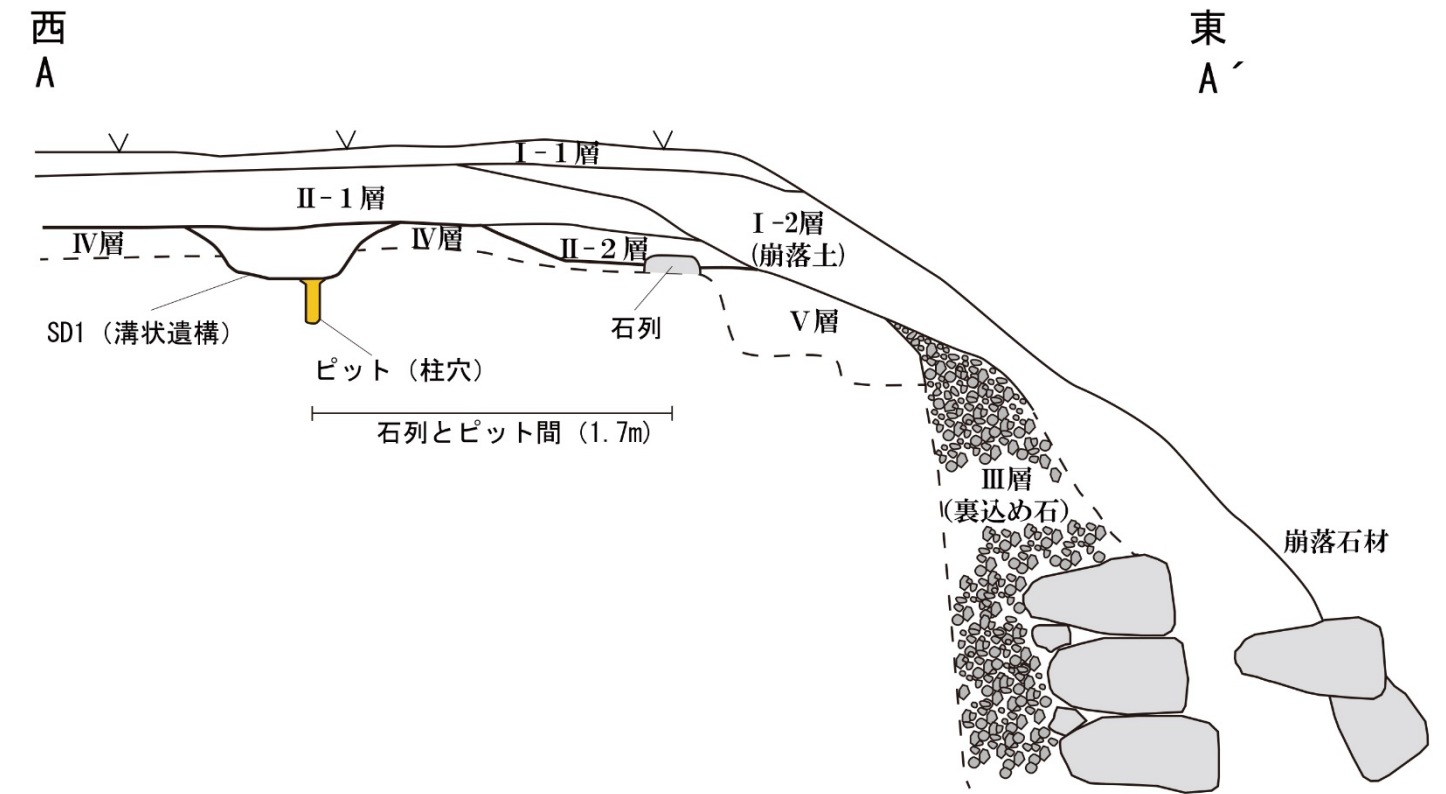 西
A
東
A´
Ⅰ-1層
Ⅱ-1層
Ⅰ-2層
(崩落土)
Ⅳ層
Ⅳ層
Ⅱ-2層
SD1（溝状遺構）
石列
Ⅴ層
ピット（柱穴）
石列とピット間（1.7m）
Ⅲ層
(裏込め石)
崩落石材